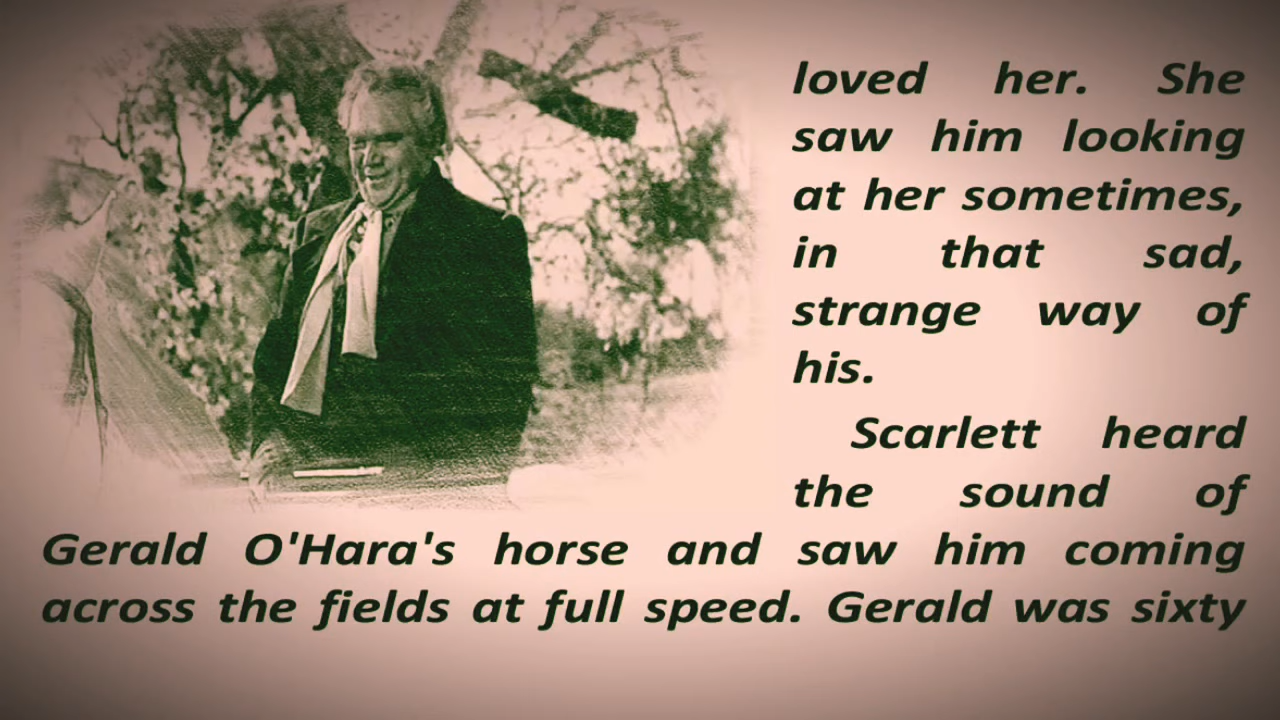 loved her. She
saw him looking
at her sometimes,
in that sad,
strange way of
his.
Scarlett heard
the sound of
Gerald O'Hara's horse and saw him coming
across the fields at full speed. Gerald was sixty